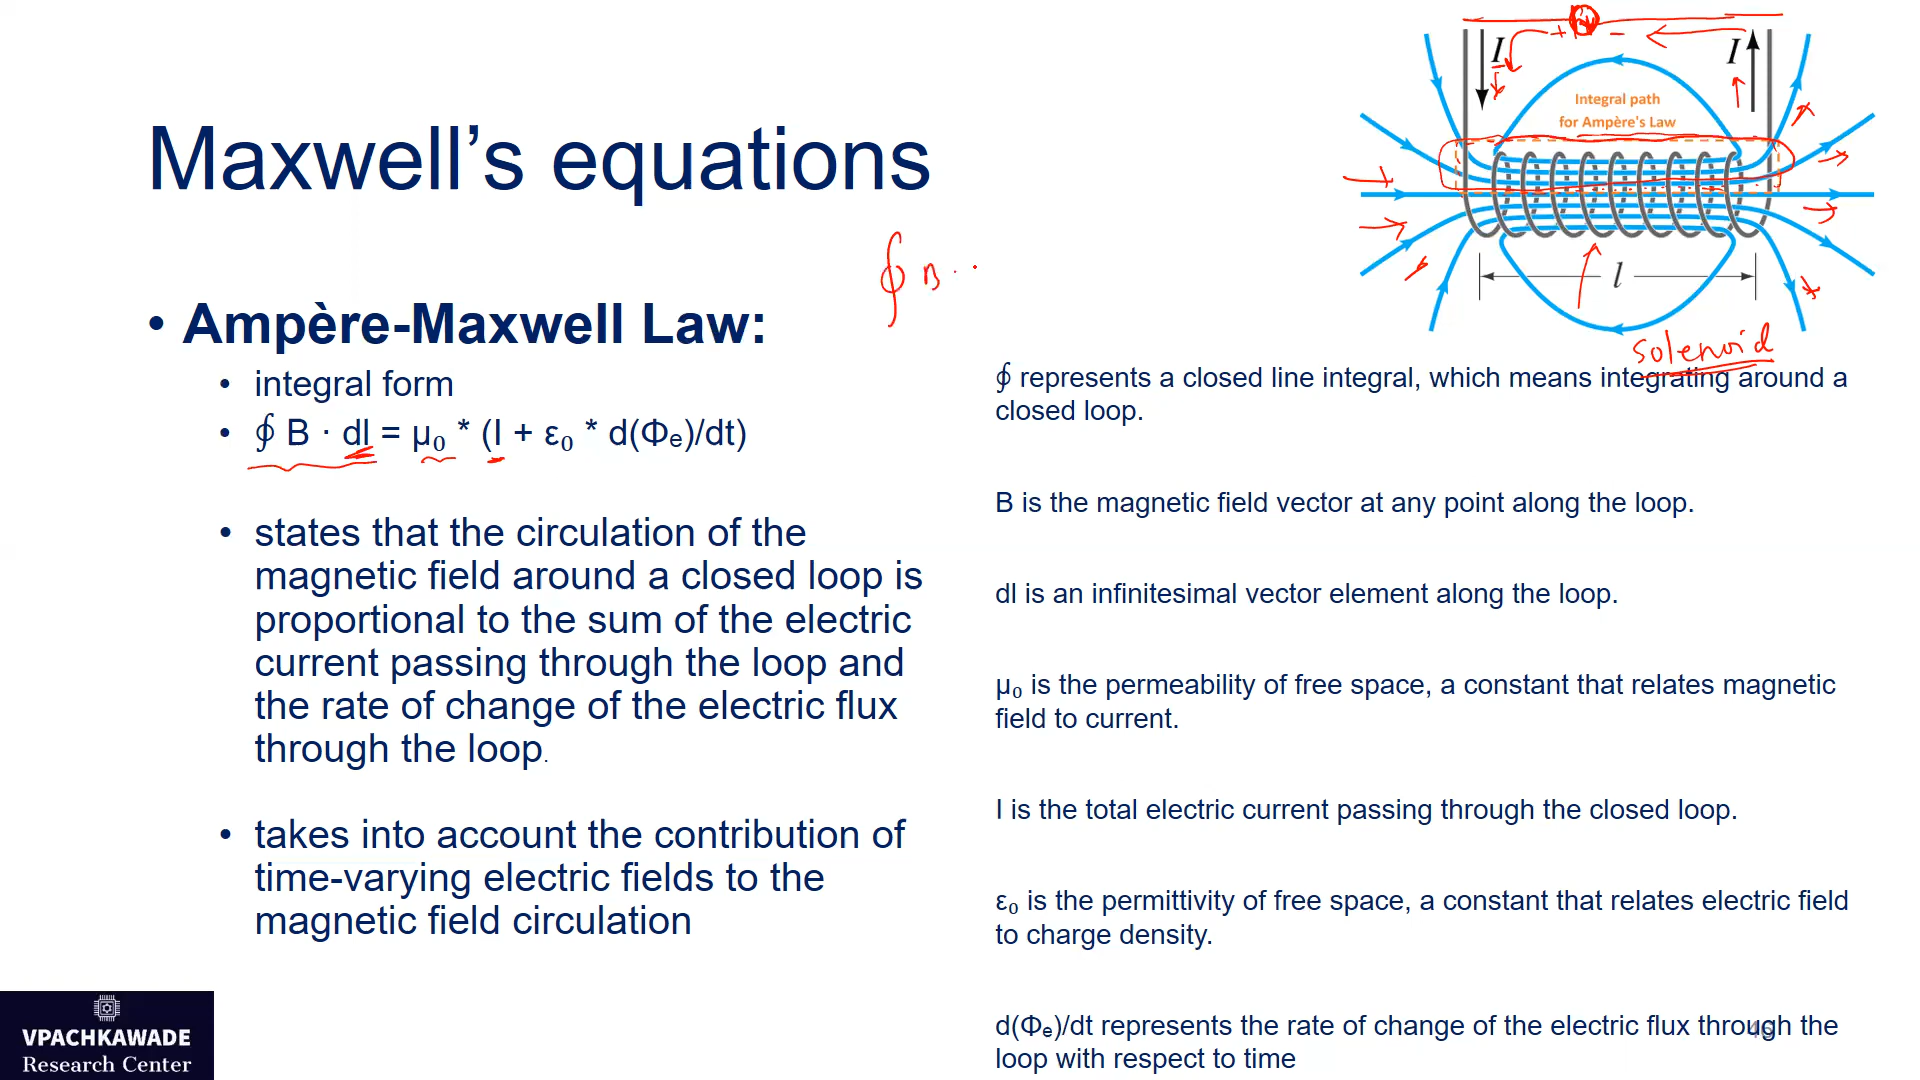 I
I
Integral path
for Ampère's Law
Maxwell's equations
l
∮ B ..
solenoid
• Ampère-Maxwell Law:
• integral form
• ∮ B · dl = μ₀ * (I + ε₀ * d(Φₑ)/dt)
• states that the circulation of the
magnetic field around a closed loop is
proportional to the sum of the electric
current passing through the loop and
the rate of change of the electric flux
through the loop.
• takes into account the contribution of
time-varying electric fields to the
magnetic field circulation
∮ represents a closed line integral, which means integrating around a
closed loop.
B is the magnetic field vector at any point along the loop.
dl is an infinitesimal vector element along the loop.
μ₀ is the permeability of free space, a constant that relates magnetic
field to current.
I is the total electric current passing through the closed loop.
ε₀ is the permittivity of free space, a constant that relates electric field
to charge density.
d(Φₑ)/dt represents the rate of change of the electric flux through the
loop with respect to time
VPACHKAWADE
Research Center